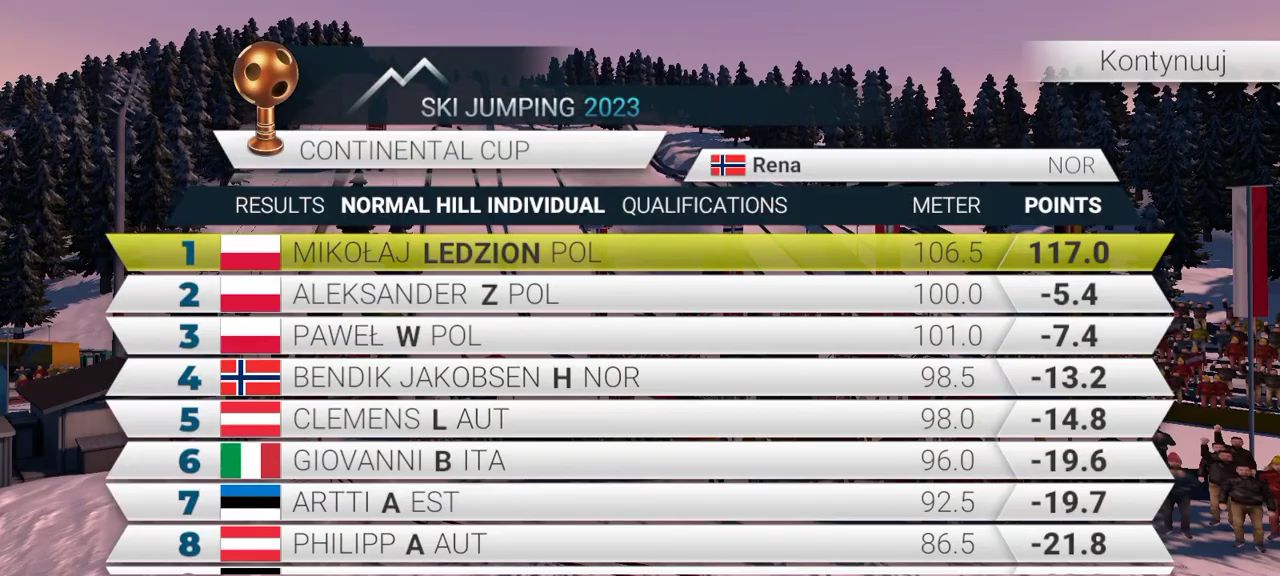 Kontynuuj
SKI JUMPING 2023
CONTINENTAL CUP
Rena NOR
RESULTS NORMAL HILL INDIVIDUAL QUALIFICATIONS METER POINTS
1 MIKOŁAJ LEDZION POL 106.5 117.0
2 ALEKSANDER Z POL 100.0 -5.4
3 PAWEŁ W POL 101.0 -7.4
4 BENDIK JAKOBSEN H NOR 98.5 -13.2
5 CLEMENS L AUT 98.0 -14.8
6 GIOVANNI B ITA 96.0 -19.6
7 ARTTI A EST 92.5 -19.7
8 PHILIPP A AUT 86.5 -21.8